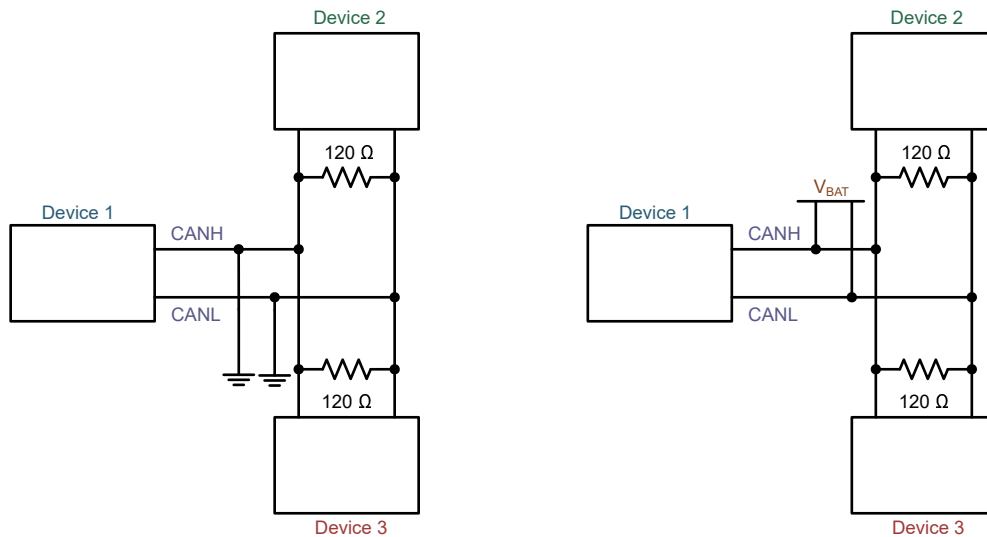 Device 2
120 Ω
Device 1
CANH
CANL
120 Ω
Device 3
Device 2
120 Ω
VBAT
Device 1
CANH
CANL
120 Ω
Device 3